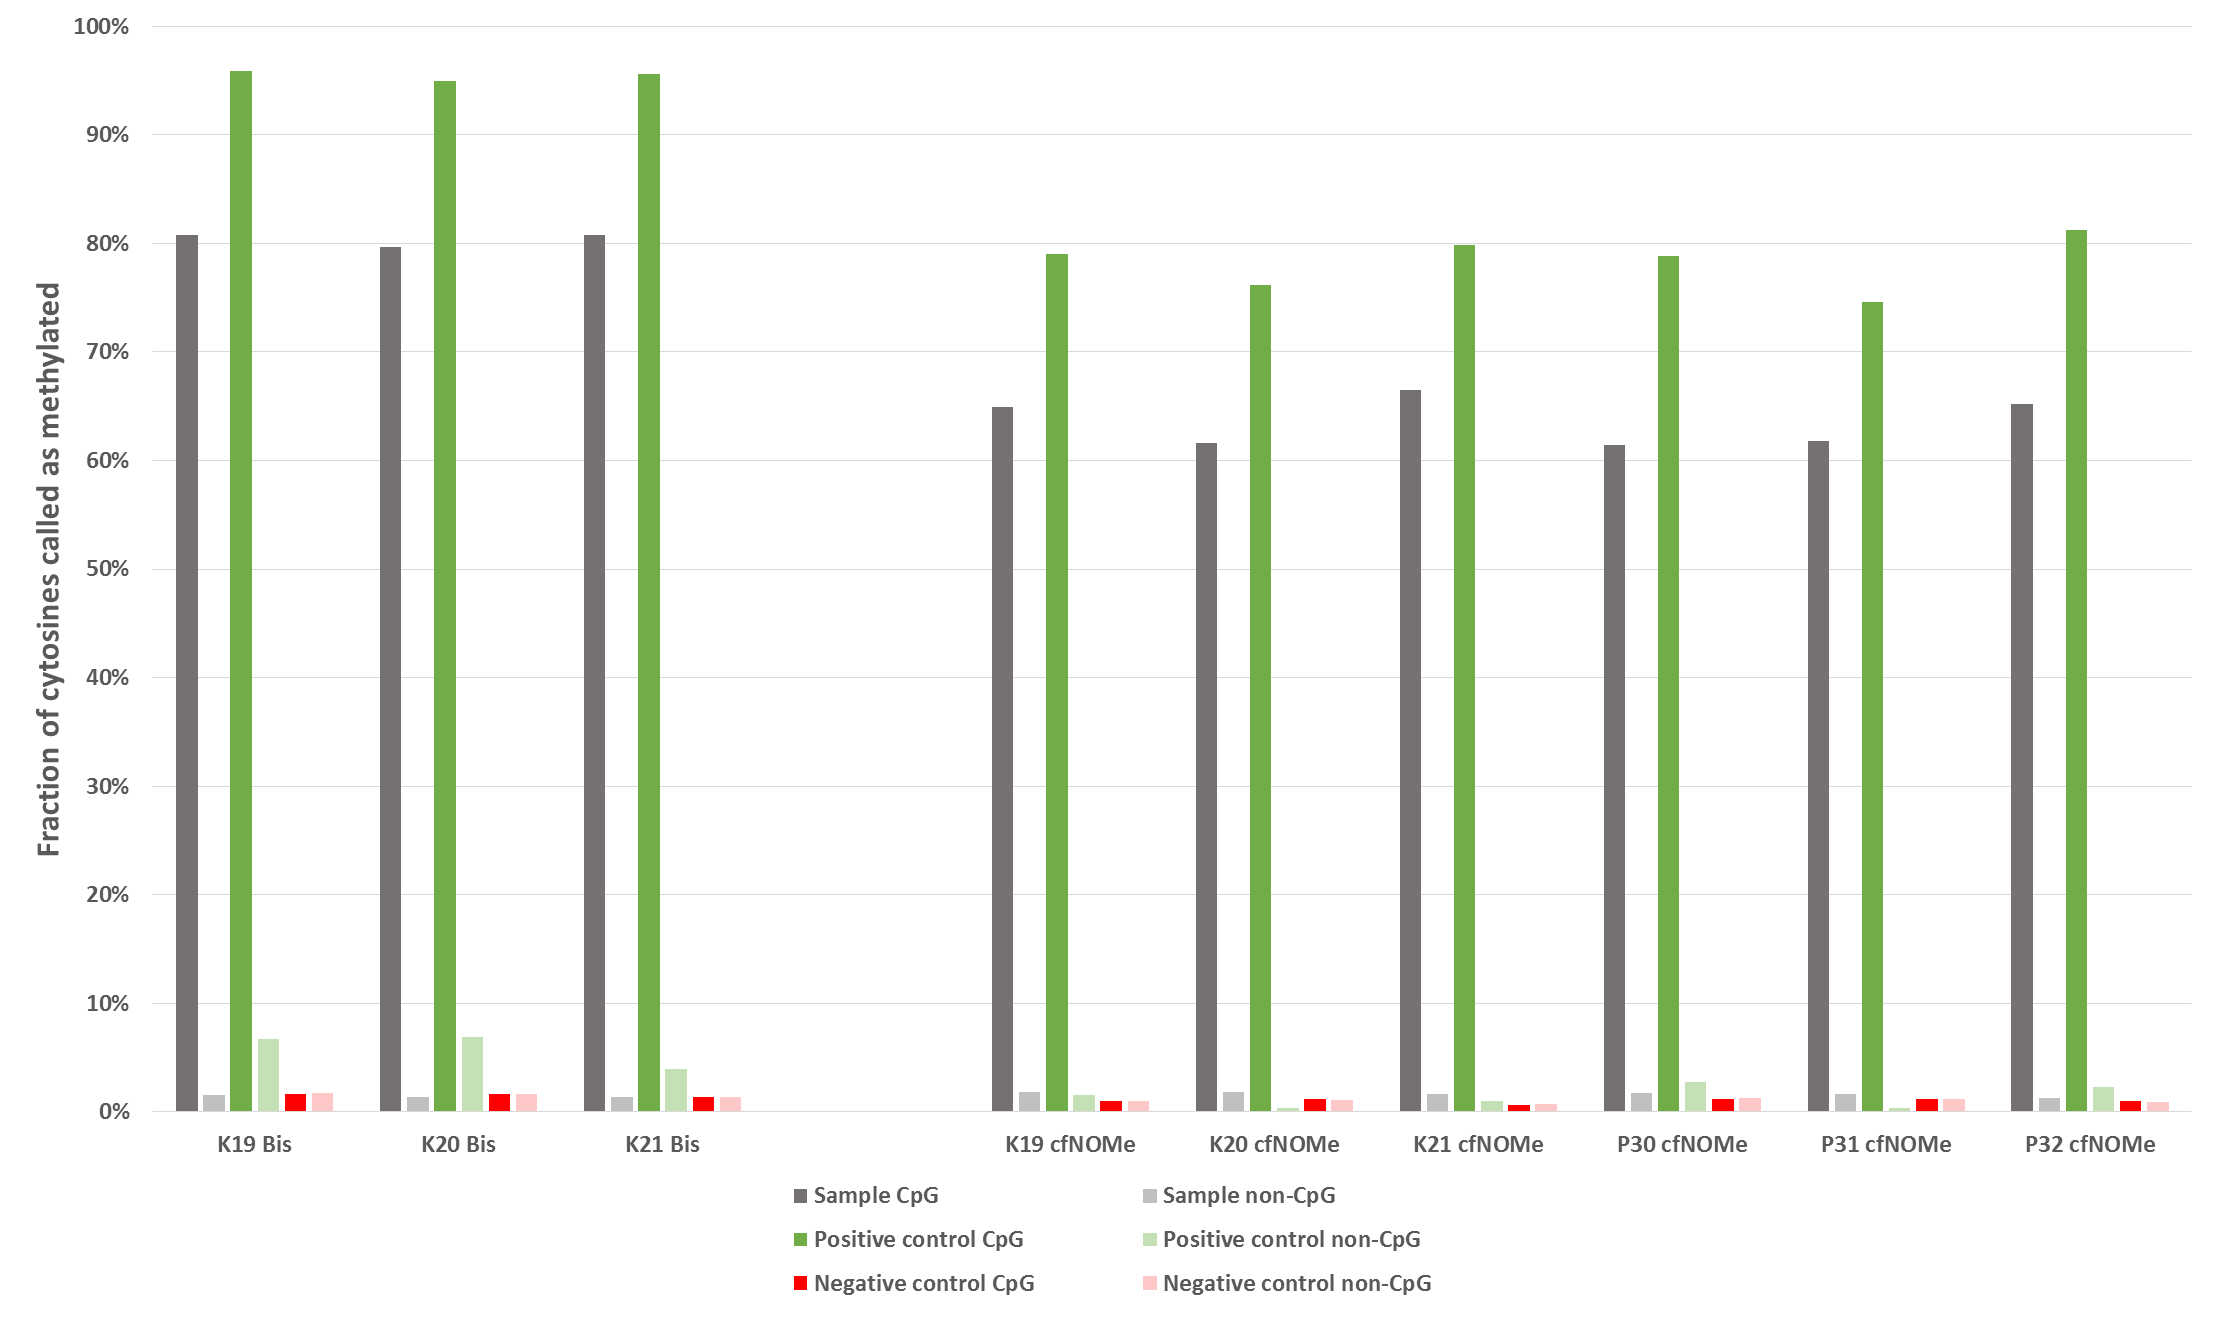 Fraction of cytosines called as methylated
100%
90%
80%
70%
60%
50%
40%
30%
20%
10%
0%
K19 Bis K20 Bis K21 Bis K19 cfNOMe K20 cfNOMe K21 cfNOMe P30 cfNOMe P31 cfNOMe P32 cfNOMe
Sample CpG Sample non-CpG
Positive control CpG Positive control non-CpG
Negative control CpG Negative control non-CpG